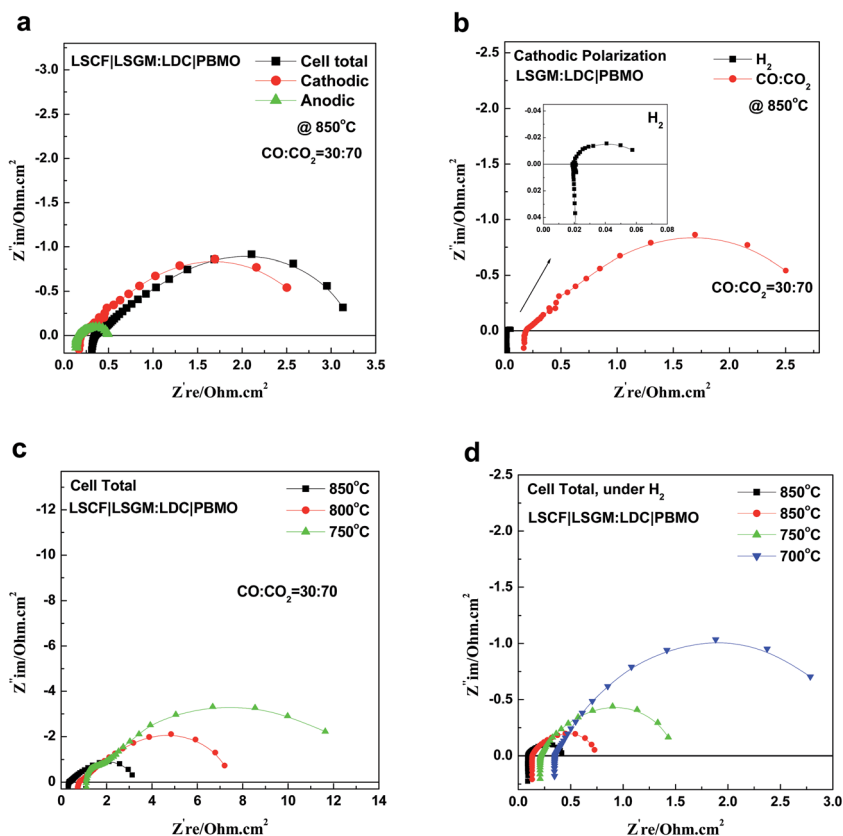 a
LSCF|LSGM:LDC|PBMO
Cell total
Cathodic
Anodic
@ 850°C
CO:CO₂=30:70
-3.0
-2.5
-2.0
-1.5
-1.0
-0.5
0.0
Z''im/Ohm.cm²
0.0 0.5 1.0 1.5 2.0 2.5 3.0 3.5
Z're/Ohm.cm²
b
Cathodic Polarization
LSGM:LDC|PBMO
H₂
CO:CO₂
@ 850°C
-2.5
-2.0
-1.5
-1.0
-0.5
0.0
Z''im/Ohm.cm²
H₂
-0.04
-0.02
0.00
0.02
0.04
0.00 0.02 0.04 0.06 0.08
CO:CO₂=30:70
0.0 0.5 1.0 1.5 2.0 2.5
Z're/Ohm.cm²
c
Cell Total
LSCF|LSGM:LDC|PBMO
850°C
800°C
750°C
CO:CO₂=30:70
-12
-10
-8
-6
-4
-2
0
Z''im/Ohm.cm²
0 2 4 6 8 10 12 14
Z're/Ohm.cm²
d
Cell Total, under H₂
LSCF|LSGM:LDC|PBMO
850°C
850°C
750°C
700°C
-2.5
-2.0
-1.5
-1.0
-0.5
0.0
Z''im/Ohm.cm²
0.0 0.5 1.0 1.5 2.0 2.5 3.0
Z're/Ohm.cm²